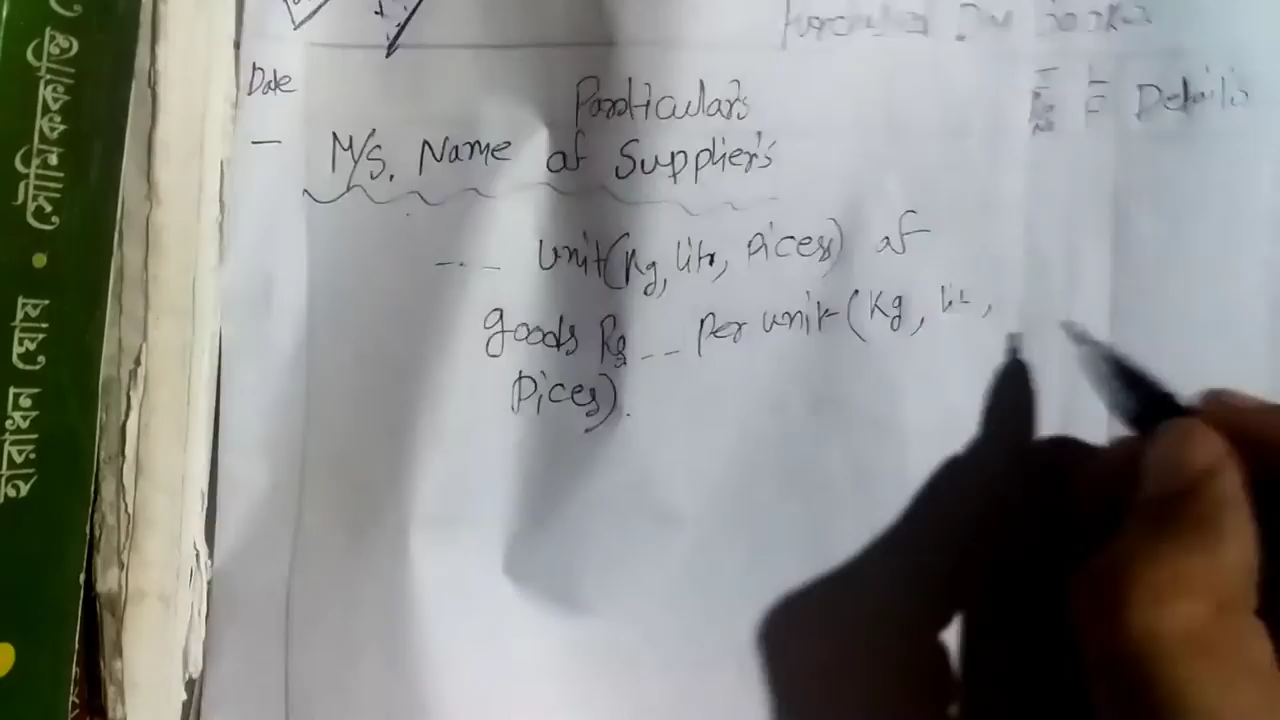 Date Particulars Details
– M/S. Name of Supplier's
--- unit(Kg, litr, pices) of
goods Rs --- per unit (Kg, lit,
pices).
হারাধন ঘোষ • সৌমিককান্তি